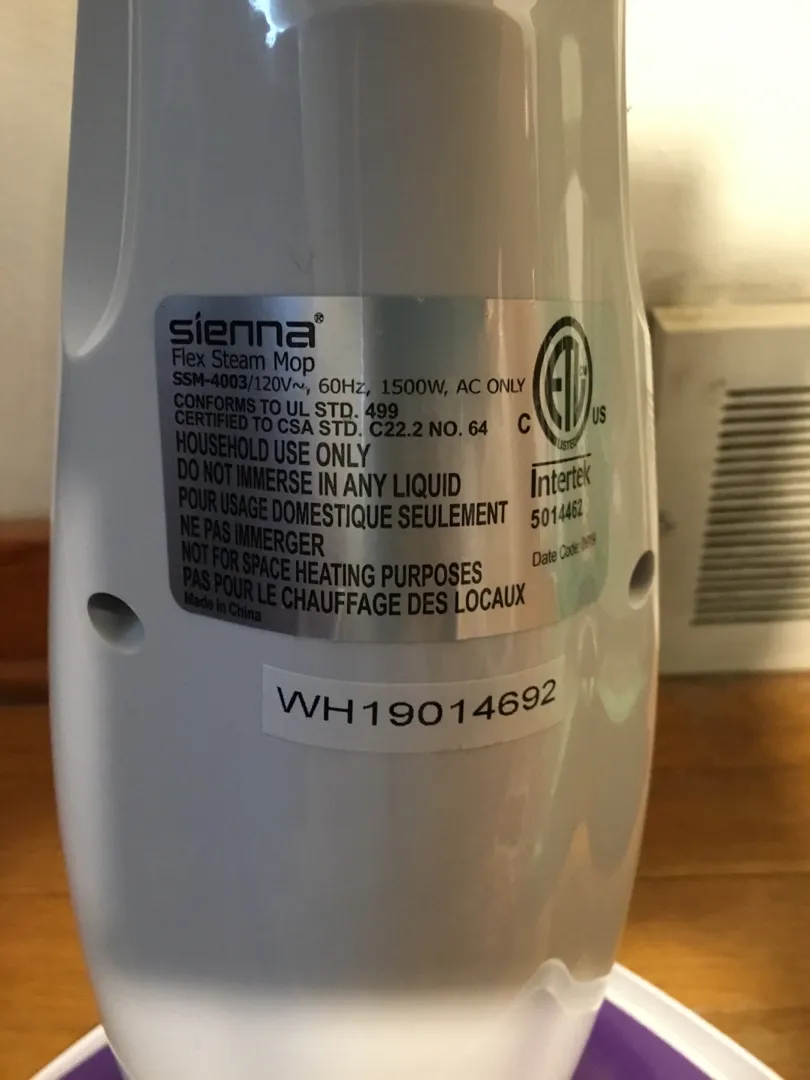 sienna®
Flex Steam Mop
SSM-4003/120V~, 60Hz, 1500W, AC ONLY
CONFORMS TO UL STD. 499
CERTIFIED TO CSA STD. C22.2 NO. 64
HOUSEHOLD USE ONLY
DO NOT IMMERSE IN ANY LIQUID
POUR USAGE DOMESTIQUE SEULEMENT
NE PAS IMMERGER
NOT FOR SPACE HEATING PURPOSES
PAS POUR LE CHAUFFAGE DES LOCAUX
Made in China
ETL CM
LISTED
C US
Intertek
5014462
Date Code:
WH19014692